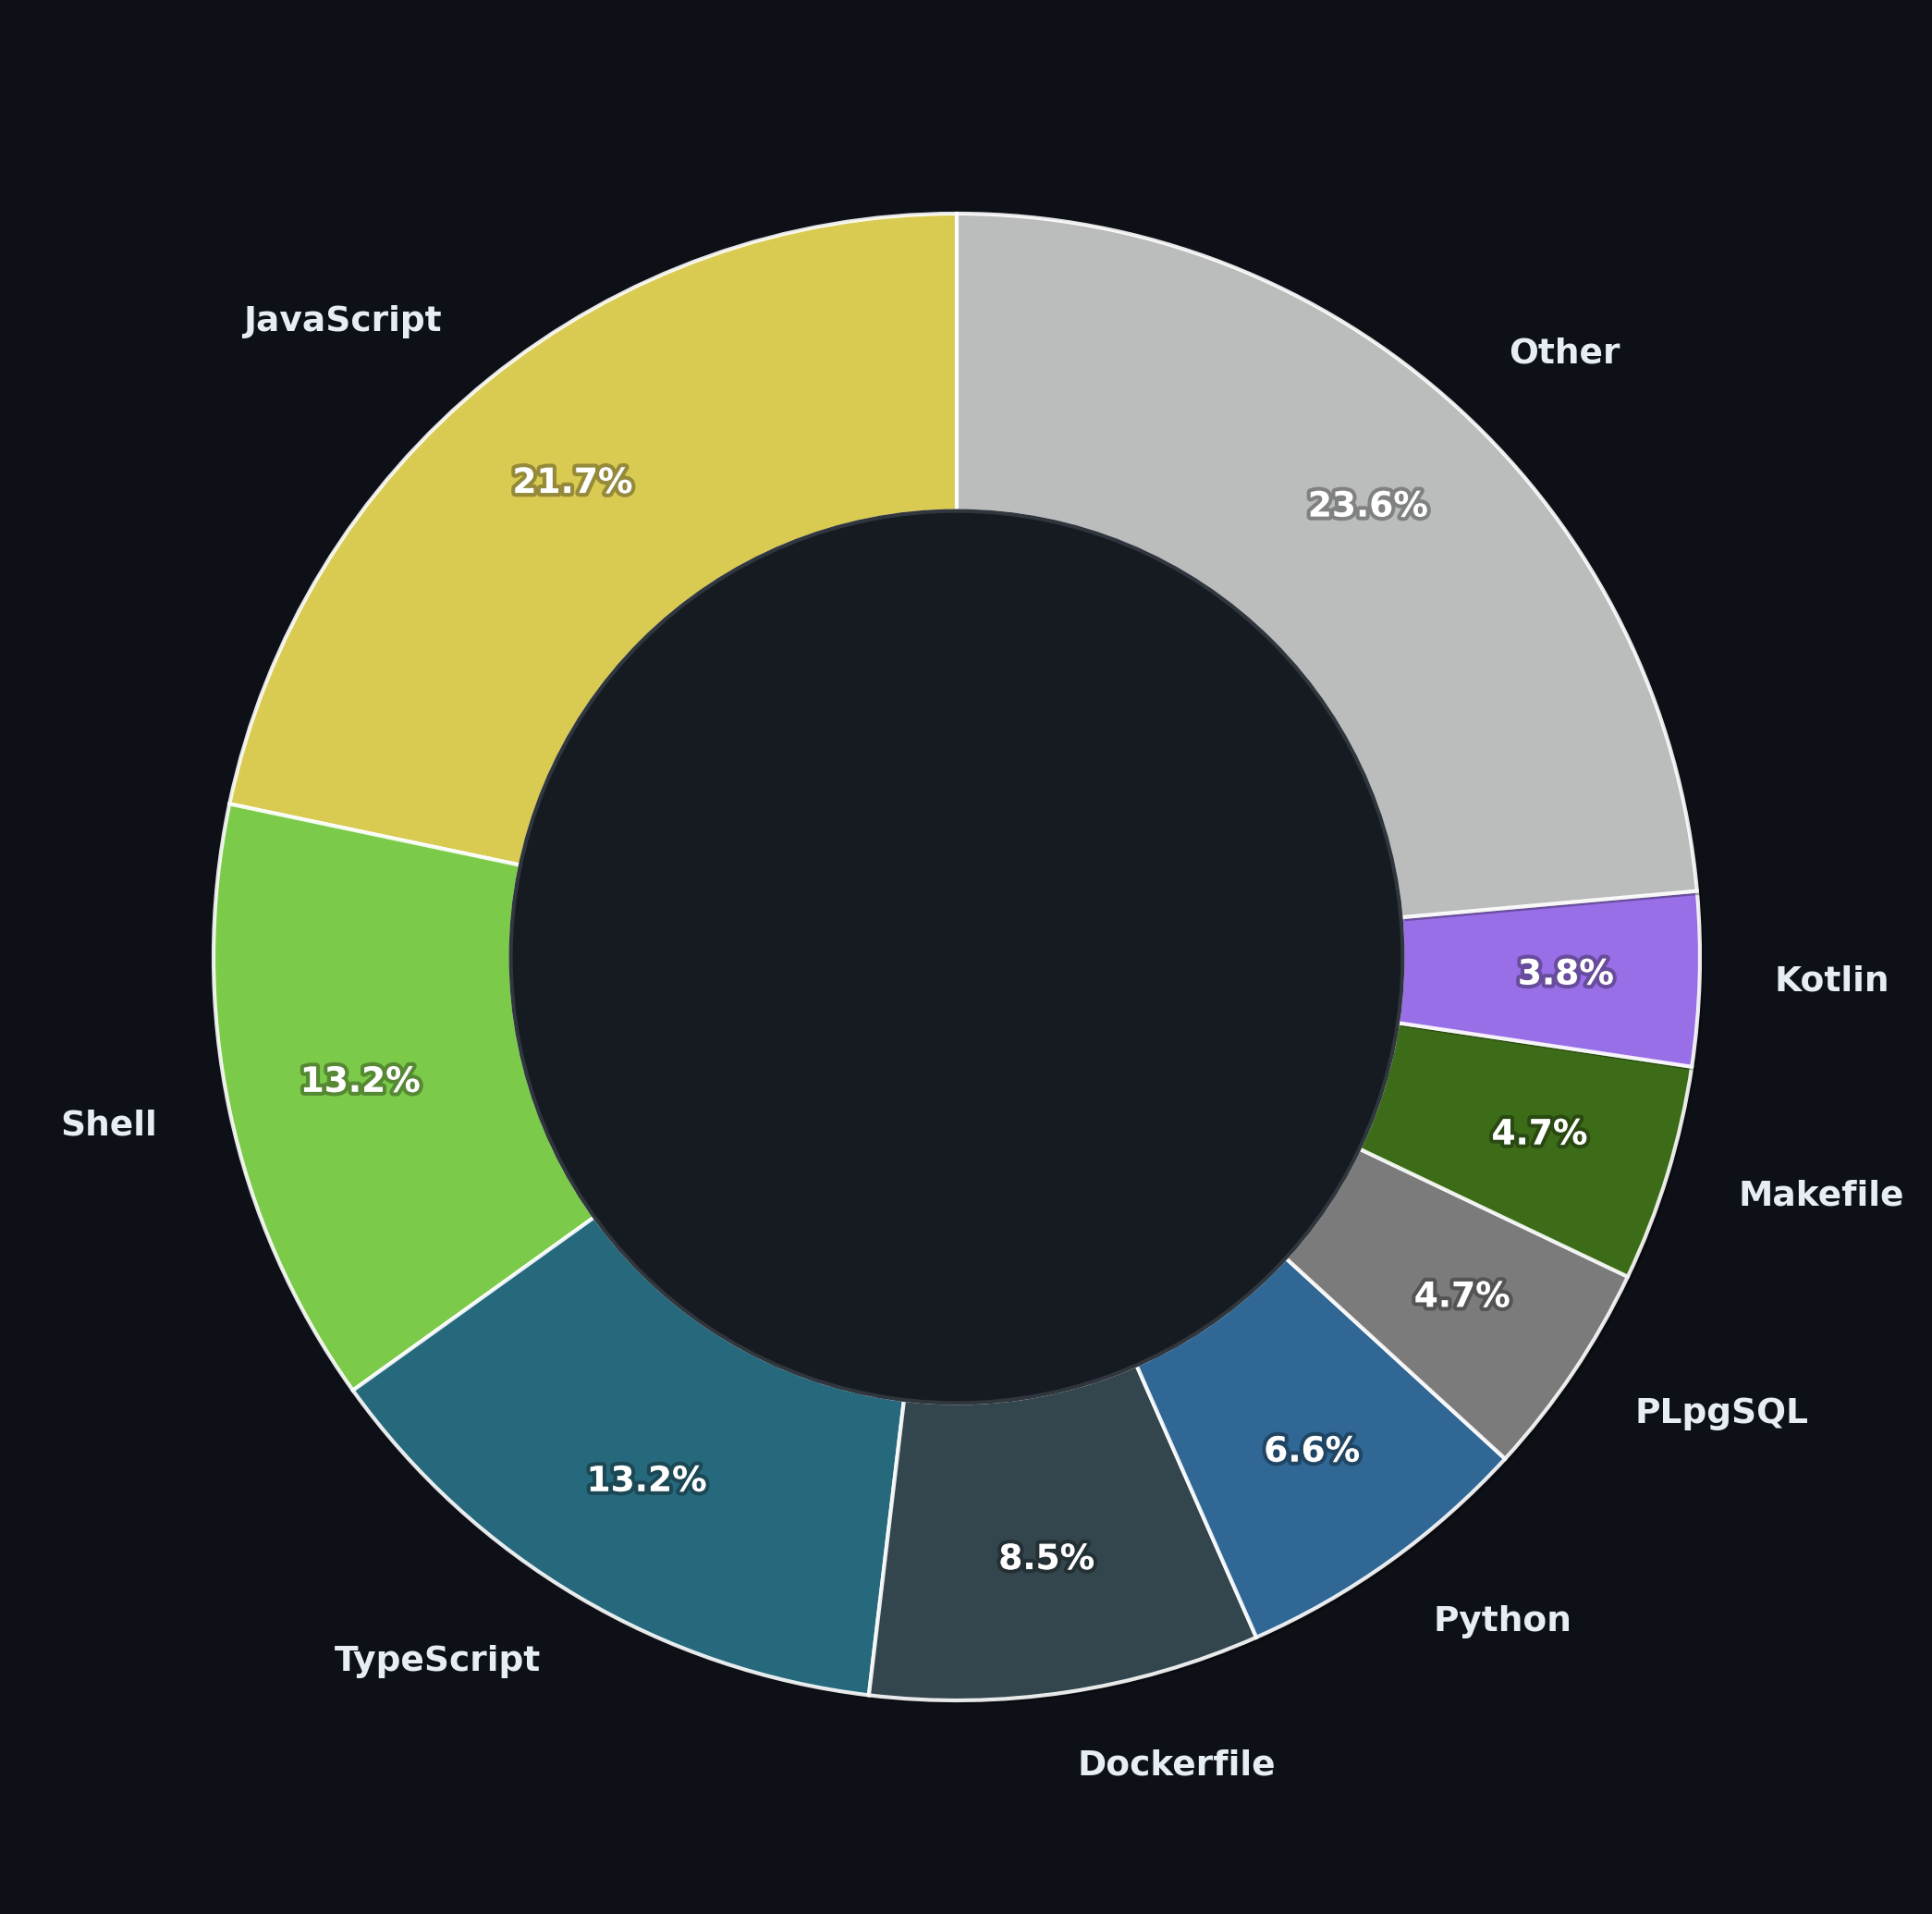 JavaScript
21.7%
Other
23.6%
Kotlin
3.8%
Makefile
4.7%
PLpgSQL
4.7%
Python
6.6%
Dockerfile
8.5%
TypeScript
13.2%
Shell
13.2%